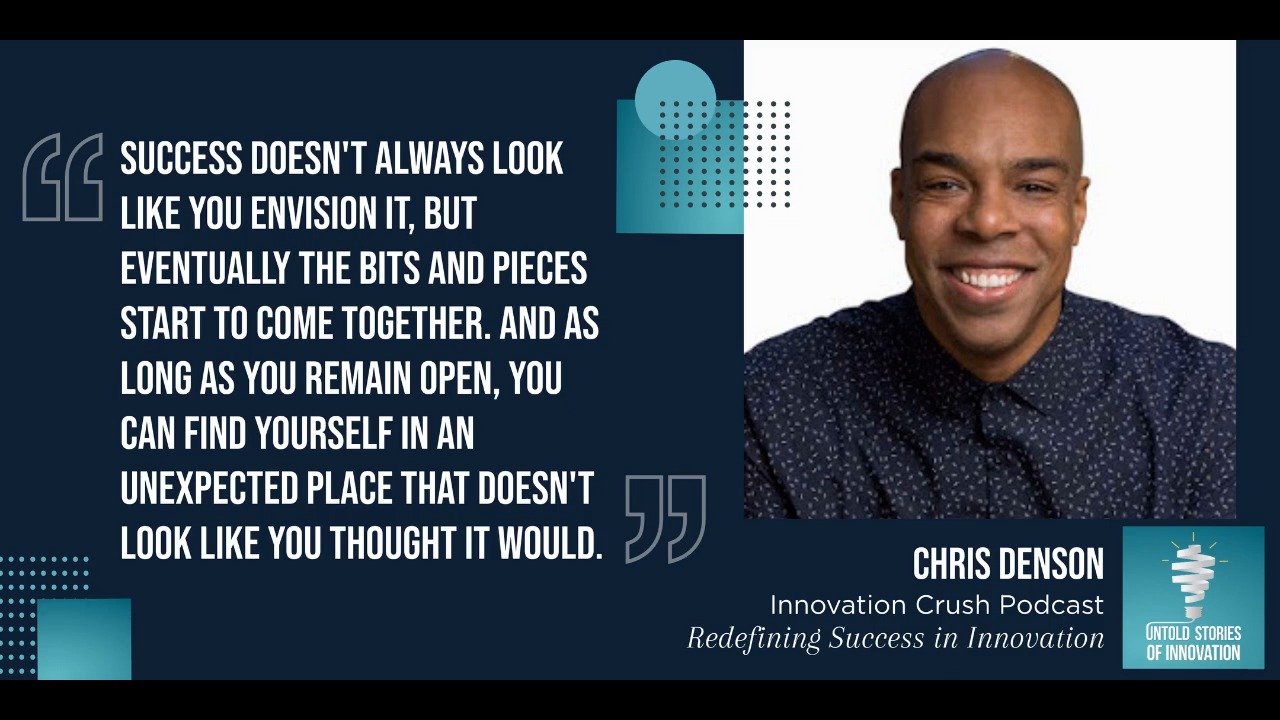 SUCCESS DOESN'T ALWAYS LOOK
LIKE YOU ENVISION IT, BUT
EVENTUALLY THE BITS AND PIECES
START TO COME TOGETHER. AND AS
LONG AS YOU REMAIN OPEN, YOU
CAN FIND YOURSELF IN AN
UNEXPECTED PLACE THAT DOESN'T
LOOK LIKE YOU THOUGHT IT WOULD.
CHRIS DENSON
Innovation Crush Podcast
Redefining Success in Innovation
UNTOLD STORIES
OF INNOVATION